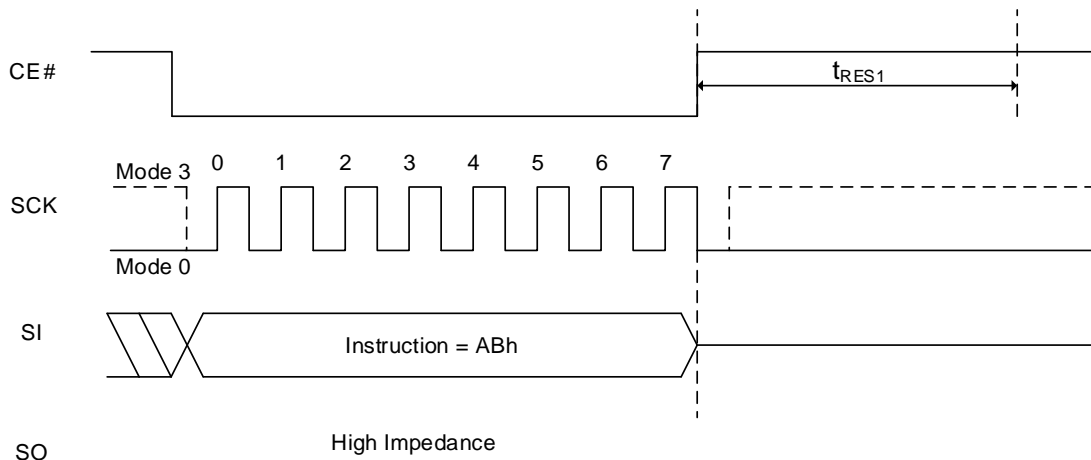 CE#
tRES1
Mode 3 0 1 2 3 4 5 6 7
SCK
Mode 0
SI
Instruction = ABh
High Impedance
SO